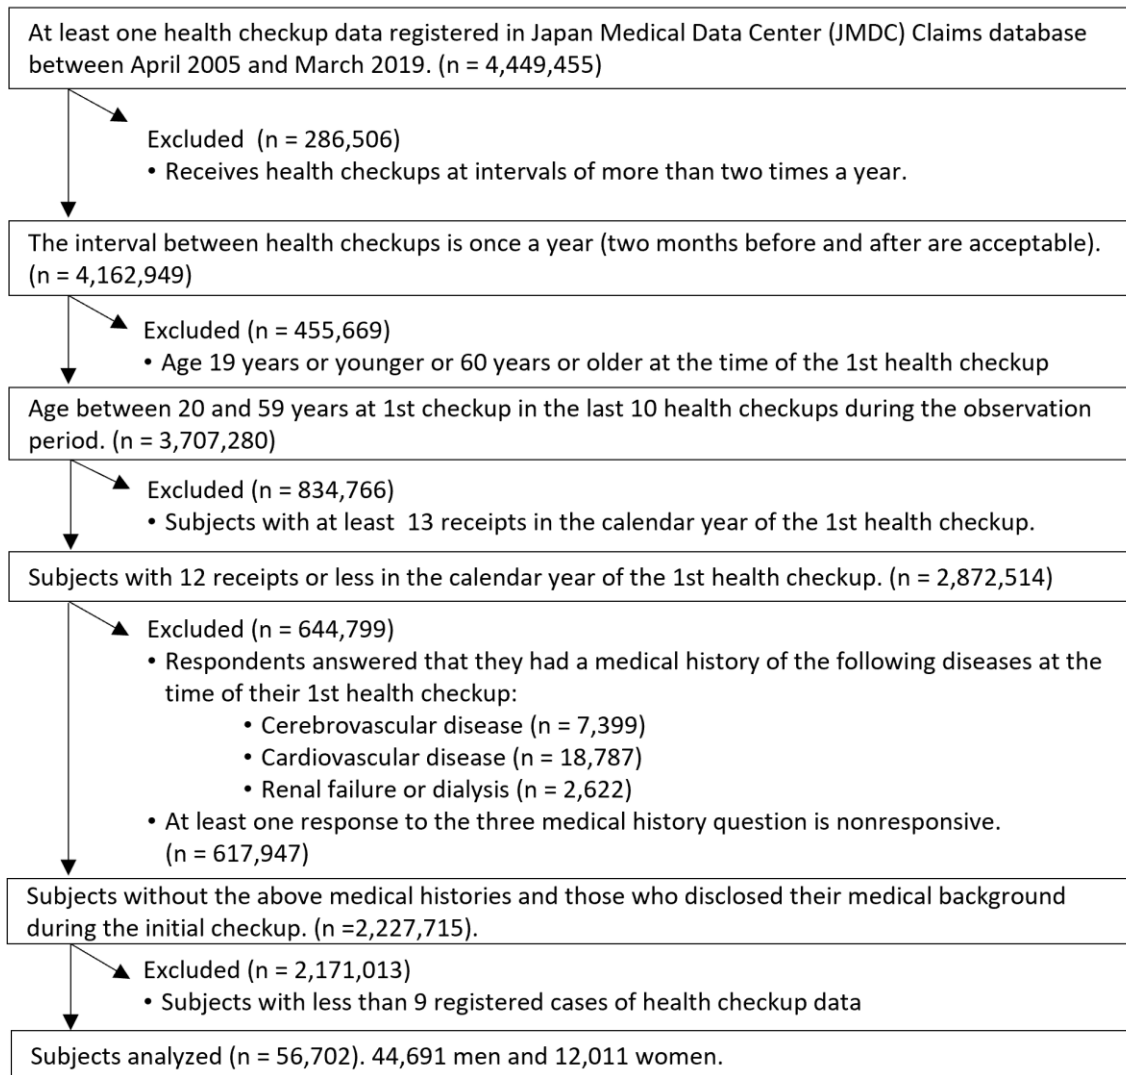 At least one health checkup data registered in Japan Medical Data Center (JMDC) Claims database
between April 2005 and March 2019. (n = 4,449,455)
Excluded  (n = 286,506)
• Receives health checkups at intervals of more than two times a year.
The interval between health checkups is once a year (two months before and after are acceptable).
(n = 4,162,949)
Excluded (n = 455,669)
• Age 19 years or younger or 60 years or older at the time of the 1st health checkup
Age between 20 and 59 years at 1st checkup in the last 10 health checkups during the observation
period. (n = 3,707,280)
Excluded (n = 834,766)
• Subjects with at least  13 receipts in the calendar year of the 1st health checkup.
Subjects with 12 receipts or less in the calendar year of the 1st health checkup. (n = 2,872,514)
Excluded (n = 644,799)
• Respondents answered that they had a medical history of the following diseases at the
time of their 1st health checkup:
• Cerebrovascular disease (n = 7,399)
• Cardiovascular disease (n = 18,787)
• Renal failure or dialysis (n = 2,622)
• At least one response to the three medical history question is nonresponsive.
(n = 617,947)
Subjects without the above medical histories and those who disclosed their medical background
during the initial checkup. (n =2,227,715).
Excluded (n = 2,171,013)
• Subjects with less than 9 registered cases of health checkup data
Subjects analyzed (n = 56,702). 44,691 men and 12,011 women.